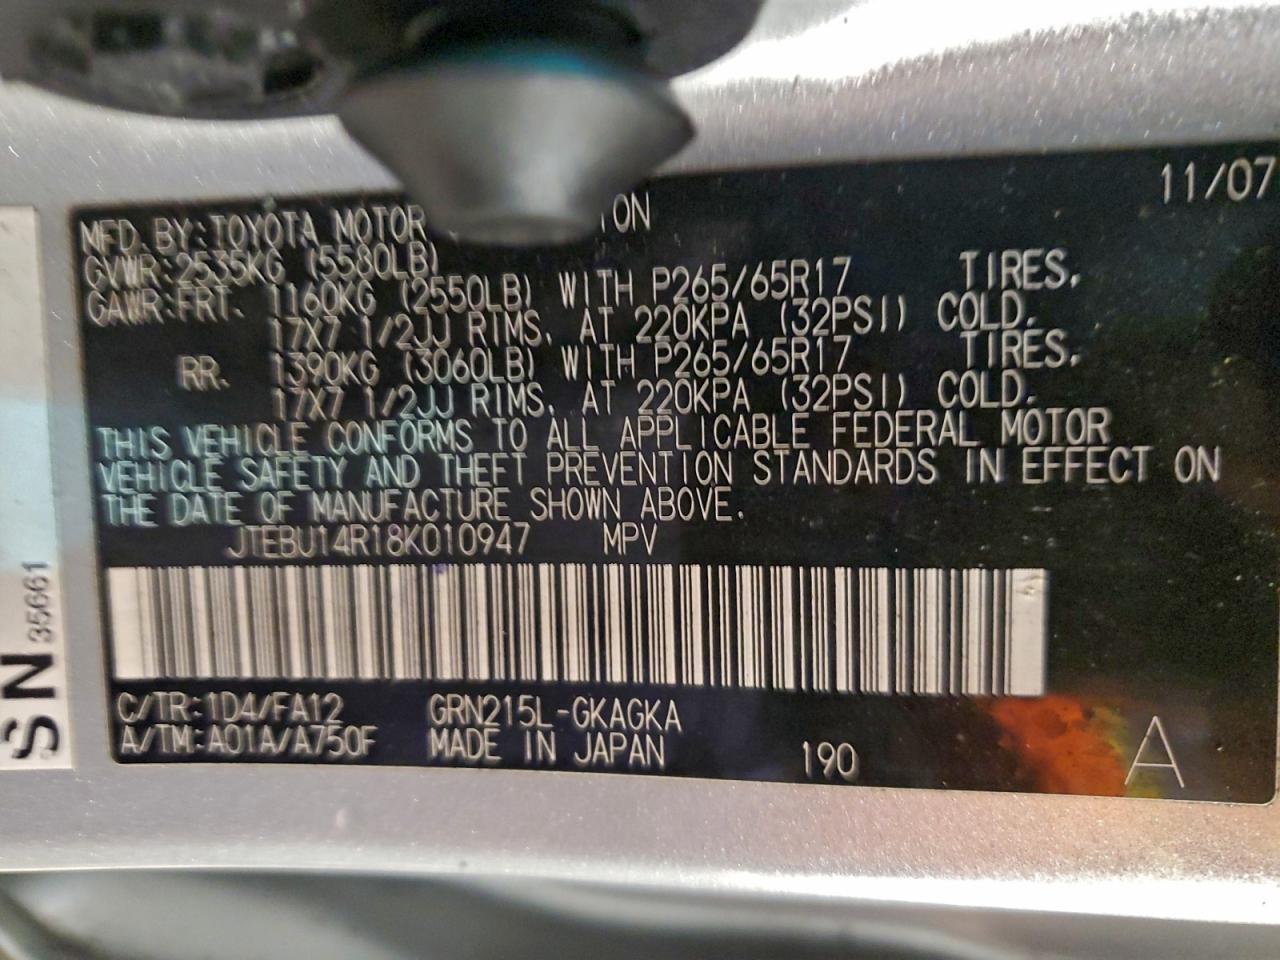 11/07
MFD. BY: TOYOTA MOTOR
GVWR: 2535KG (5580LB)
GAWR: FRT. 1160KG (2550LB) WITH P265/65R17 TIRES,
17X7 1/2JJ RIMS, AT 220KPA (32PSI) COLD.
RR. 1390KG (3060LB) WITH P265/65R17 TIRES,
17X7 1/2JJ RIMS, AT 220KPA (32PSI) COLD.
THIS VEHICLE CONFORMS TO ALL APPLICABLE FEDERAL MOTOR
VEHICLE SAFETY AND THEFT PREVENTION STANDARDS IN EFFECT ON
THE DATE OF MANUFACTURE SHOWN ABOVE.
JTEBU14R18K010947 MPV
C/TR: 1D4/FA12 GRN215L-GKAGKA
A/TM: A01A/A750F MADE IN JAPAN 190 A
SN 35661